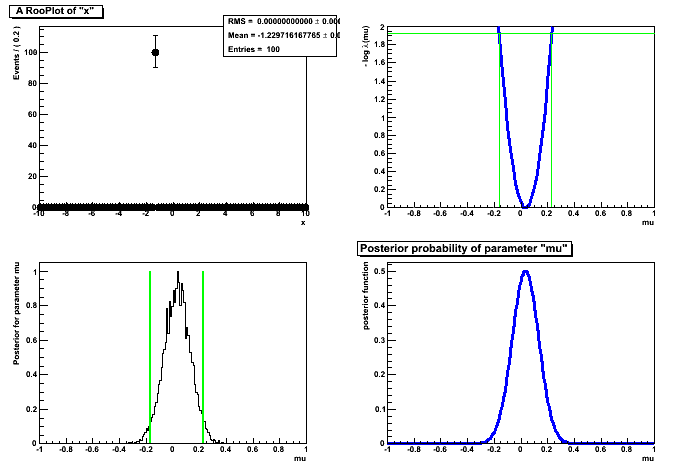 A RooPlot of "x"
RMS = 0.00000000000 ± 0.00
Mean = -1.229716167765 ± 0.0
Entries = 100
Events / ( 0.2 )
100
80
60
40
20
0
-10 -8 -6 -4 -2 0 2 4 6 8 10
x
- log λ(mu)
2
1.8
1.6
1.4
1.2
1
0.8
0.6
0.4
0.2
0
-1 -0.8 -0.6 -0.4 -0.2 0 0.2 0.4 0.6 0.8 1
mu
Posterior for parameter mu
1
0.8
0.6
0.4
0.2
0
-1 -0.8 -0.6 -0.4 -0.2 0 0.2 0.4 0.6 0.8 1
mu
Posterior probability of parameter "mu"
posterior function
0.5
0.4
0.3
0.2
0.1
0
-1 -0.8 -0.6 -0.4 -0.2 0 0.2 0.4 0.6 0.8 1
mu